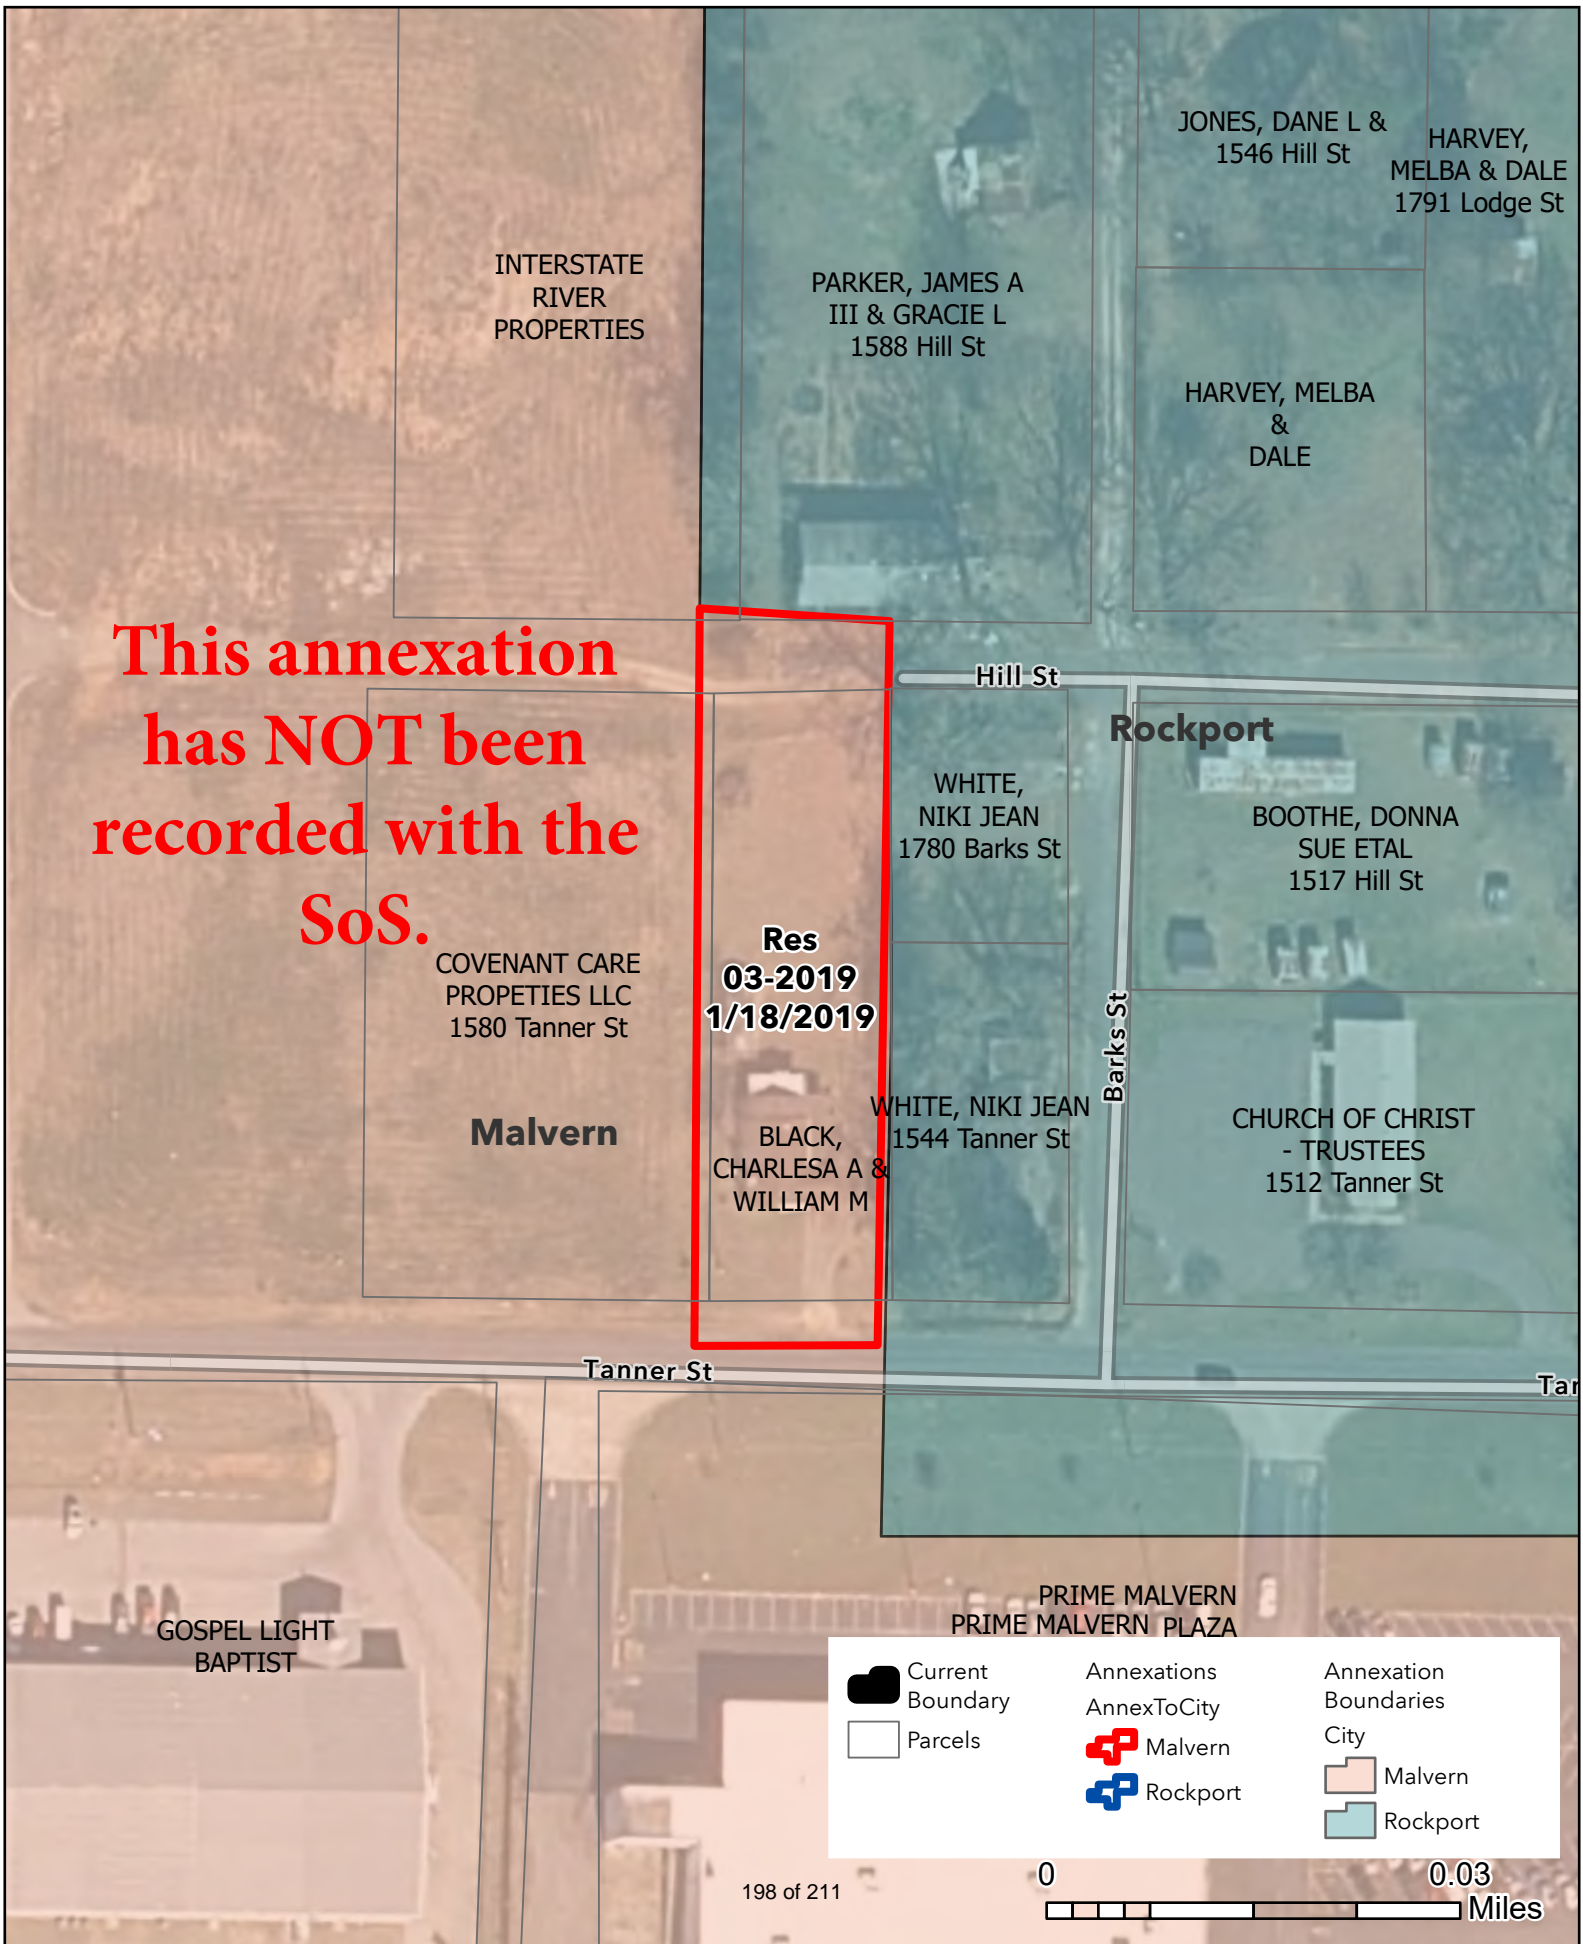 JONES, DANE L &
1546 Hill St
HARVEY,
MELBA & DALE
1791 Lodge St
INTERSTATE
RIVER
PROPERTIES
PARKER, JAMES A
III & GRACIE L
1588 Hill St
HARVEY, MELBA
&
DALE
This annexation
has NOT been
recorded with the
SoS.
Hill St
Rockport
WHITE,
NIKI JEAN
1780 Barks St
BOOTHE, DONNA
SUE ETAL
1517 Hill St
Res
03-2019
1/18/2019
COVENANT CARE
PROPETIES LLC
1580 Tanner St
Barks St
Malvern
BLACK,
CHARLESA A &
WILLIAM M
WHITE, NIKI JEAN
1544 Tanner St
CHURCH OF CHRIST
- TRUSTEES
1512 Tanner St
Tanner St
Tan
GOSPEL LIGHT
BAPTIST
PRIME MALVERN
PRIME MALVERN PLAZA
Current
Boundary
Parcels
Annexations
AnnexToCity
Malvern
Rockport
Annexation
Boundaries
City
Malvern
Rockport
198 of 211
0 0.03
Miles